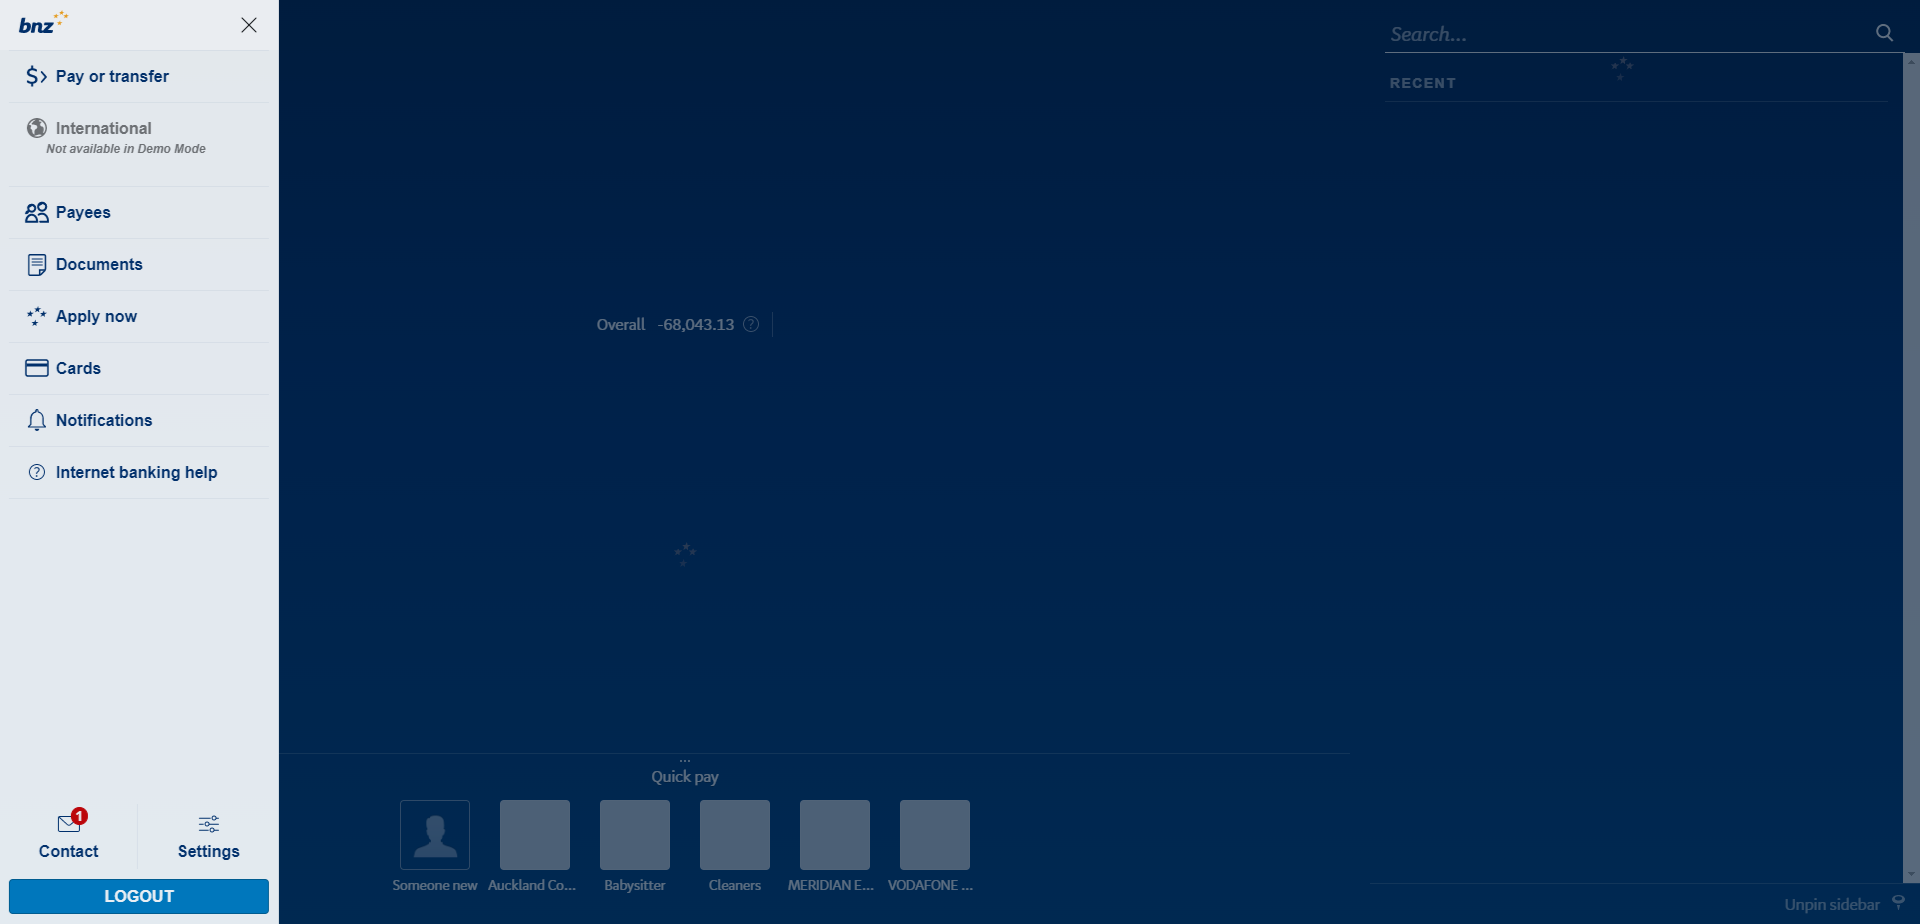 bnz
Pay or transfer
International
Not available in Demo Mode
Payees
Documents
Apply now
Cards
Notifications
Internet banking help
1
Contact
Settings
LOGOUT
Overall -68,043.13 ?
...
Quick pay
Someone new
Auckland Co...
Babysitter
Cleaners
MERIDIAN E...
VODAFONE ...
Search...
RECENT
Unpin sidebar